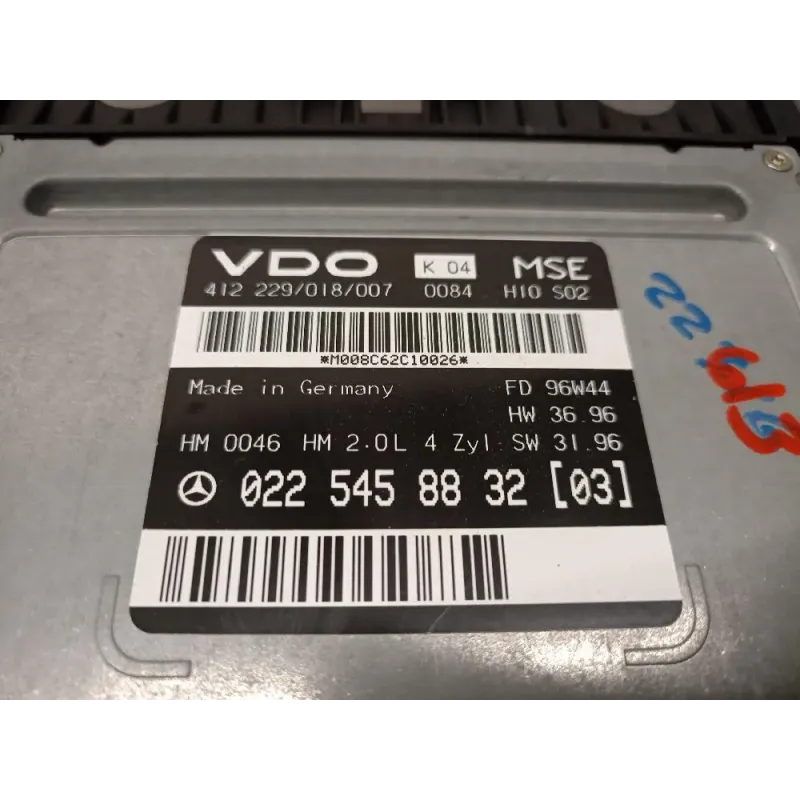 VDO K 04 MSE
412 229/018/007 0084 H10 S02
*M008C62C10026*
Made in Germany FD 96W44
HW 36.96
HM 0046 HM 2.0L 4 Zyl SW 31.96
022 545 88 32 [03]
22